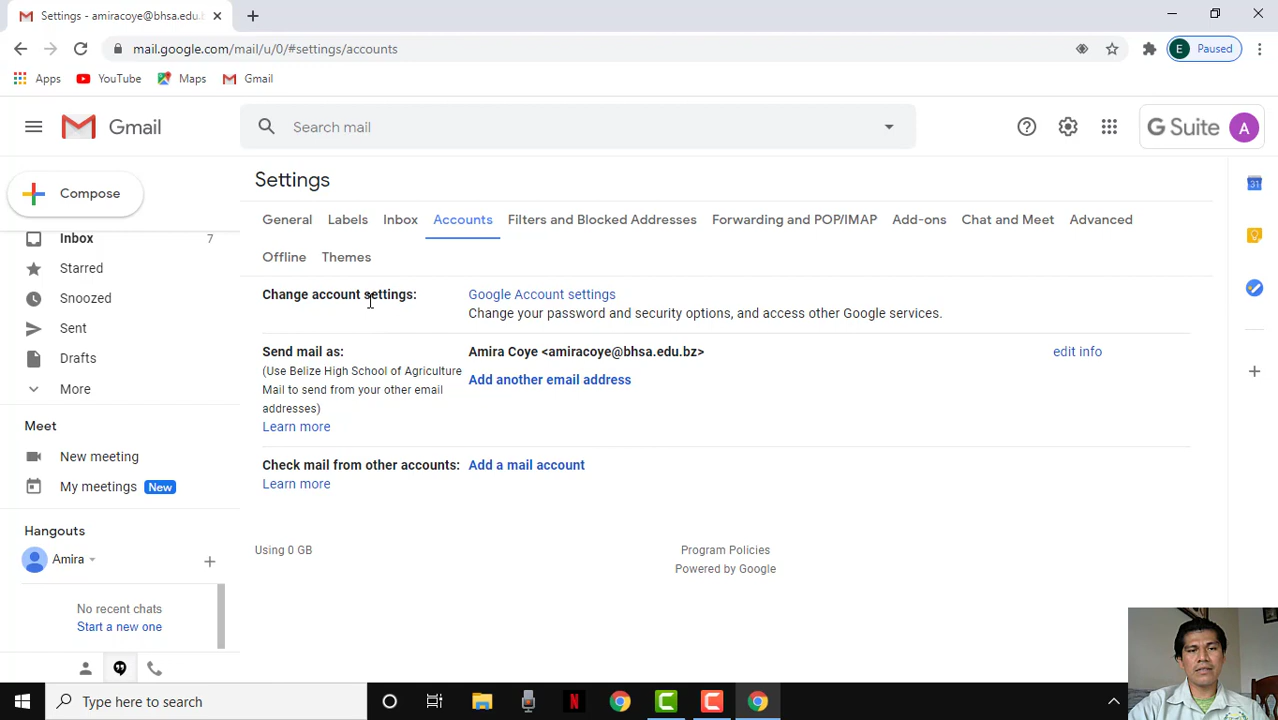 Settings - amiracoye@bhsa.edu.b
mail.google.com/mail/u/0/#settings/accounts
E Paused
Apps YouTube Maps Gmail
Gmail
Search mail
G Suite A
Compose
Settings
General Labels Inbox Accounts Filters and Blocked Addresses Forwarding and POP/IMAP Add-ons Chat and Meet Advanced
Offline Themes
Inbox 7
Starred
Snoozed
Sent
Drafts
More
Meet
New meeting
My meetings New
Hangouts
Amira
No recent chats
Start a new one
Change account settings: Google Account settings
Change your password and security options, and access other Google services.
Send mail as: Amira Coye <amiracoye@bhsa.edu.bz> edit info
(Use Belize High School of Agriculture
Mail to send from your other email
addresses)
Learn more
Add another email address
Check mail from other accounts: Add a mail account
Learn more
Using 0 GB
Program Policies
Powered by Google
31
Type here to search